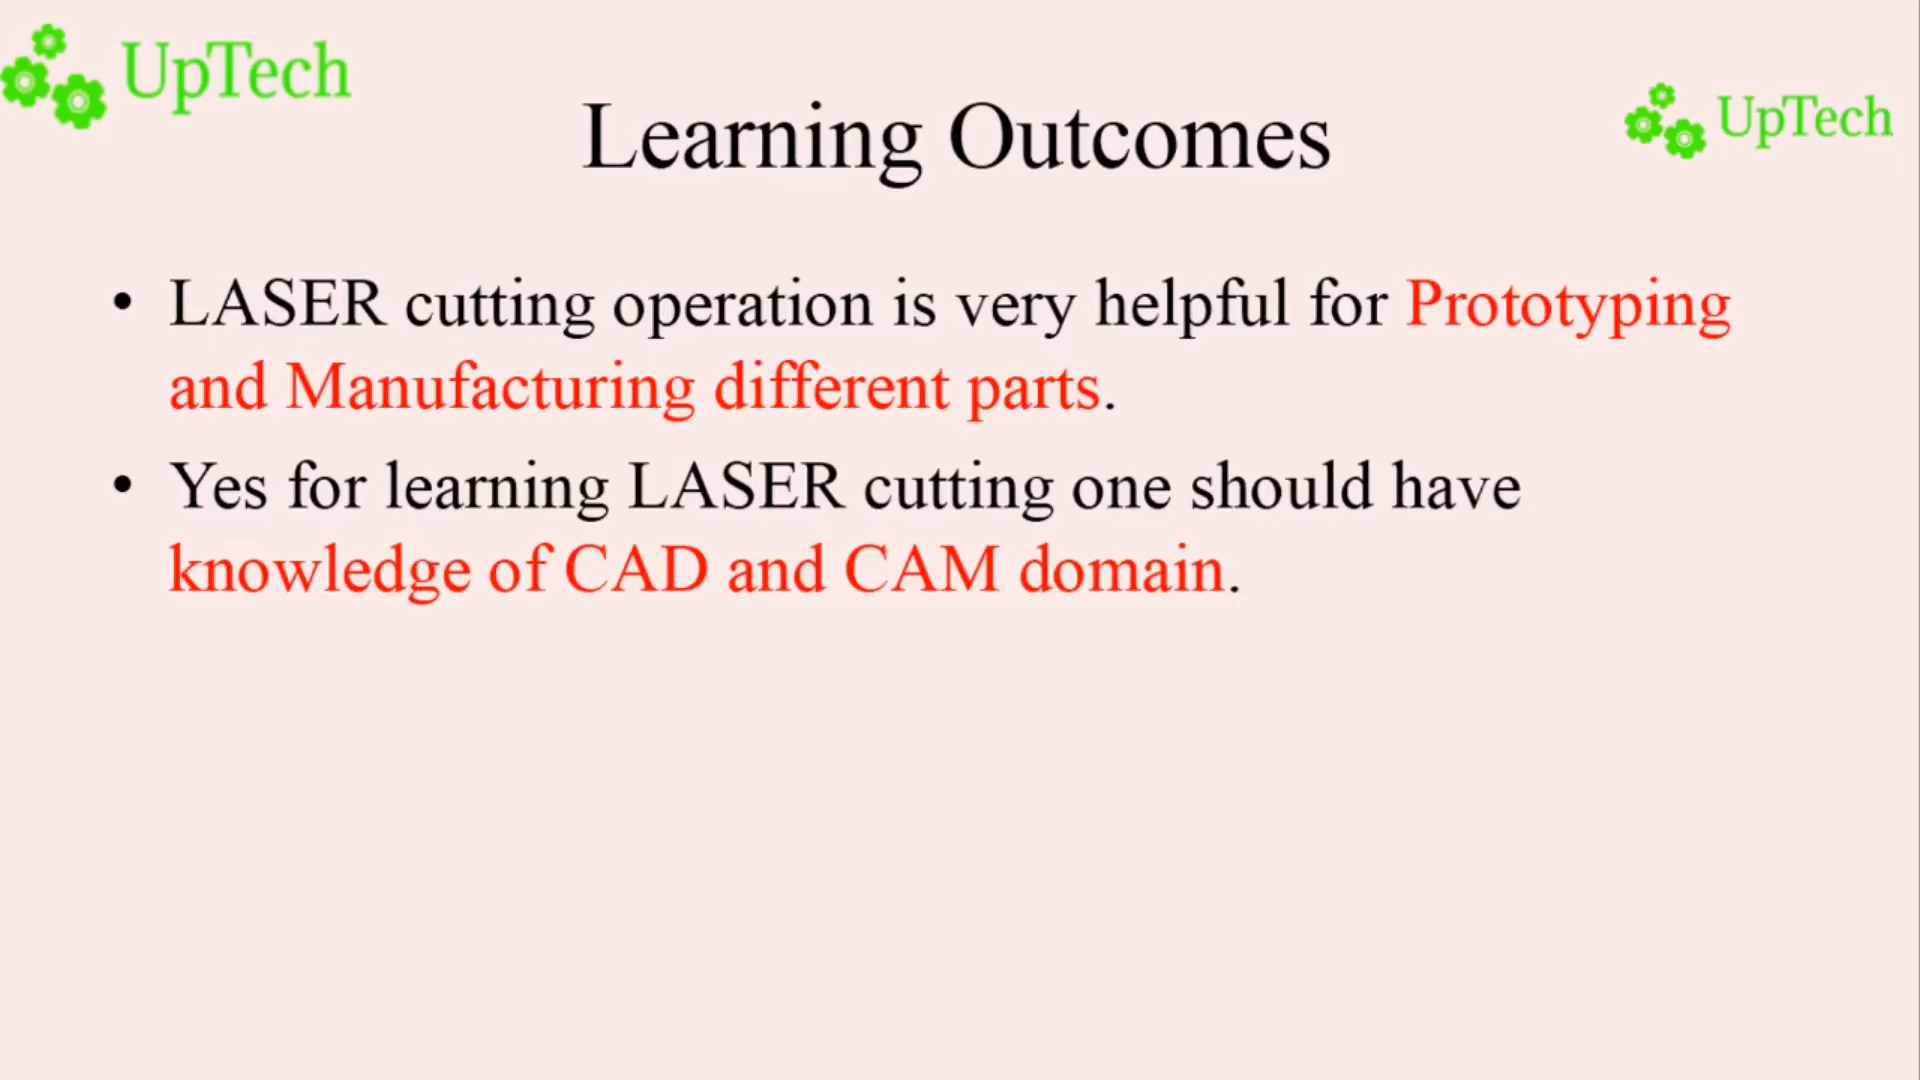 UpTech
UpTech
Learning Outcomes
• LASER cutting operation is very helpful for Prototyping
and Manufacturing different parts.
• Yes for learning LASER cutting one should have
knowledge of CAD and CAM domain.